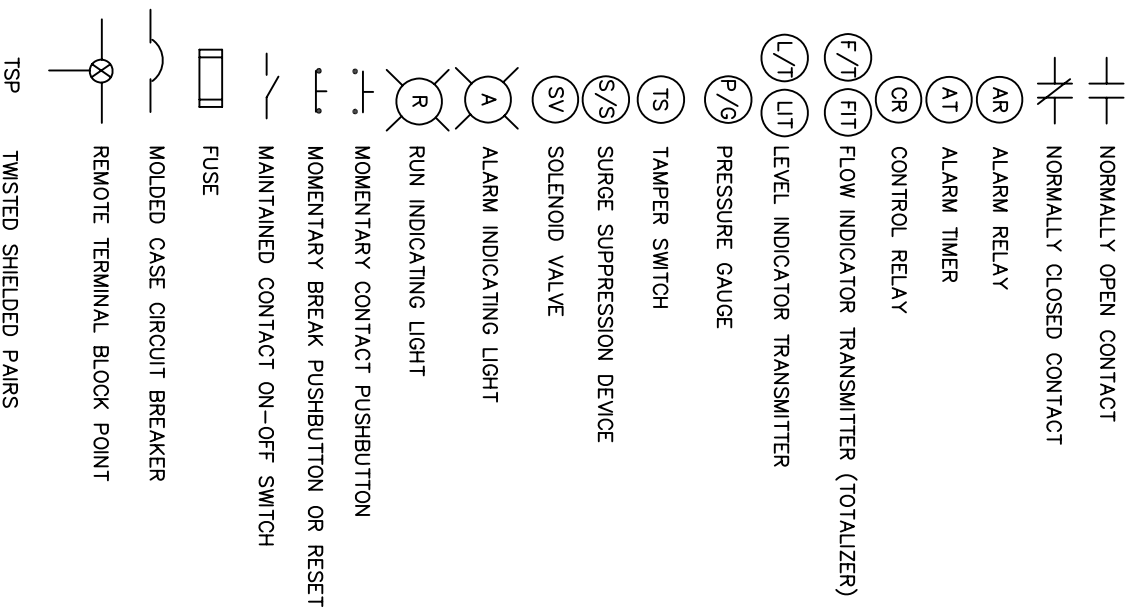 NORMALLY OPEN CONTACT
NORMALLY CLOSED CONTACT
AR ALARM RELAY
AT ALARM TIMER
CR CONTROL RELAY
F/T FIT FLOW INDICATOR TRANSMITTER (TOTALIZER)
L/T LIT LEVEL INDICATOR TRANSMITTER
P/G PRESSURE GAUGE
TS TAMPER SWITCH
S/S SURGE SUPPRESSION DEVICE
SV SOLENOID VALVE
A ALARM INDICATING LIGHT
R RUN INDICATING LIGHT
MOMENTARY CONTACT PUSHBUTTON
MOMENTARY BREAK PUSHBUTTON OR RESET
MAINTAINED CONTACT ON-OFF SWITCH
FUSE
MOLDED CASE CIRCUIT BREAKER
REMOTE TERMINAL BLOCK POINT
TSP TWISTED SHIELDED PAIRS